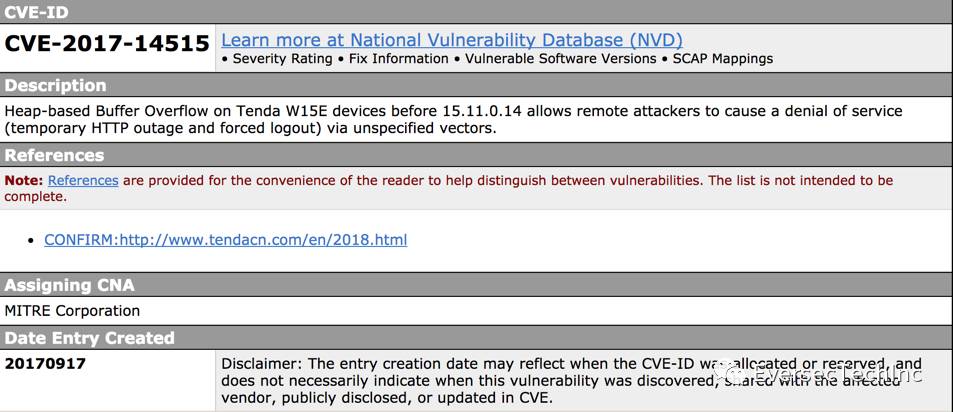 CVE-ID
CVE-2017-14515 Learn more at National Vulnerability Database (NVD)
• Severity Rating • Fix Information • Vulnerable Software Versions • SCAP Mappings
Description
Heap-based Buffer Overflow on Tenda W15E devices before 15.11.0.14 allows remote attackers to cause a denial of service
(temporary HTTP outage and forced logout) via unspecified vectors.
References
Note: References are provided for the convenience of the reader to help distinguish between vulnerabilities. The list is not intended to be
complete.
• CONFIRM:http://www.tendacn.com/en/2018.html
Assigning CNA
MITRE Corporation
Date Entry Created
20170917 Disclaimer: The entry creation date may reflect when the CVE-ID was allocated or reserved, and
does not necessarily indicate when this vulnerability was discovered, shared with the affected
vendor, publicly disclosed, or updated in CVE.
EversecTechInc